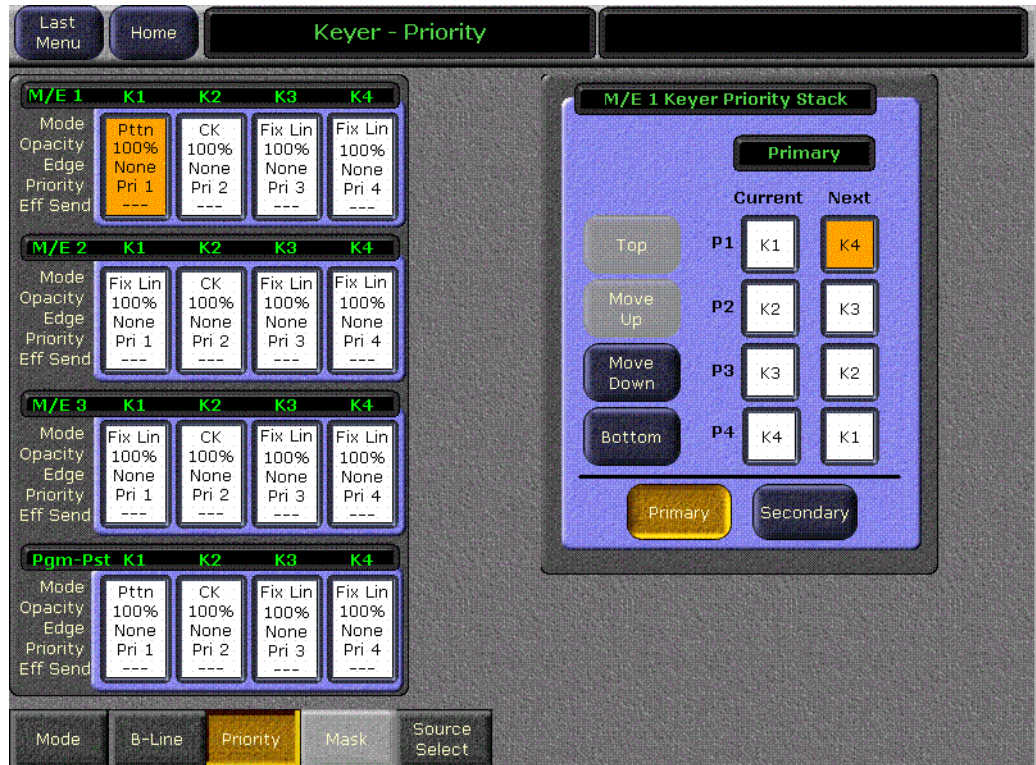 Last Menu
Home
Keyer - Priority
M/E 1 K1 K2 K3 K4
Mode Pttn CK Fix Lin Fix Lin
Opacity 100% 100% 100% 100%
Edge None None None None
Priority Pri 1 Pri 2 Pri 3 Pri 4
Eff Send --- --- --- ---
M/E 2 K1 K2 K3 K4
Mode Fix Lin CK Fix Lin Fix Lin
Opacity 100% 100% 100% 100%
Edge None None None None
Priority Pri 1 Pri 2 Pri 3 Pri 4
Eff Send --- --- --- ---
M/E 3 K1 K2 K3 K4
Mode Fix Lin CK Fix Lin Fix Lin
Opacity 100% 100% 100% 100%
Edge None None None None
Priority Pri 1 Pri 2 Pri 3 Pri 4
Eff Send --- --- --- ---
Pgm-Pst K1 K2 K3 K4
Mode Pttn CK Fix Lin Fix Lin
Opacity 100% 100% 100% 100%
Edge None None None None
Priority Pri 1 Pri 2 Pri 3 Pri 4
Eff Send --- --- --- ---
M/E 1 Keyer Priority Stack
Primary
Current Next
Top P1 K1 K4
Move Up P2 K2 K3
Move Down P3 K3 K2
Bottom P4 K4 K1
Primary Secondary
Mode B-Line Priority Mask Source Select